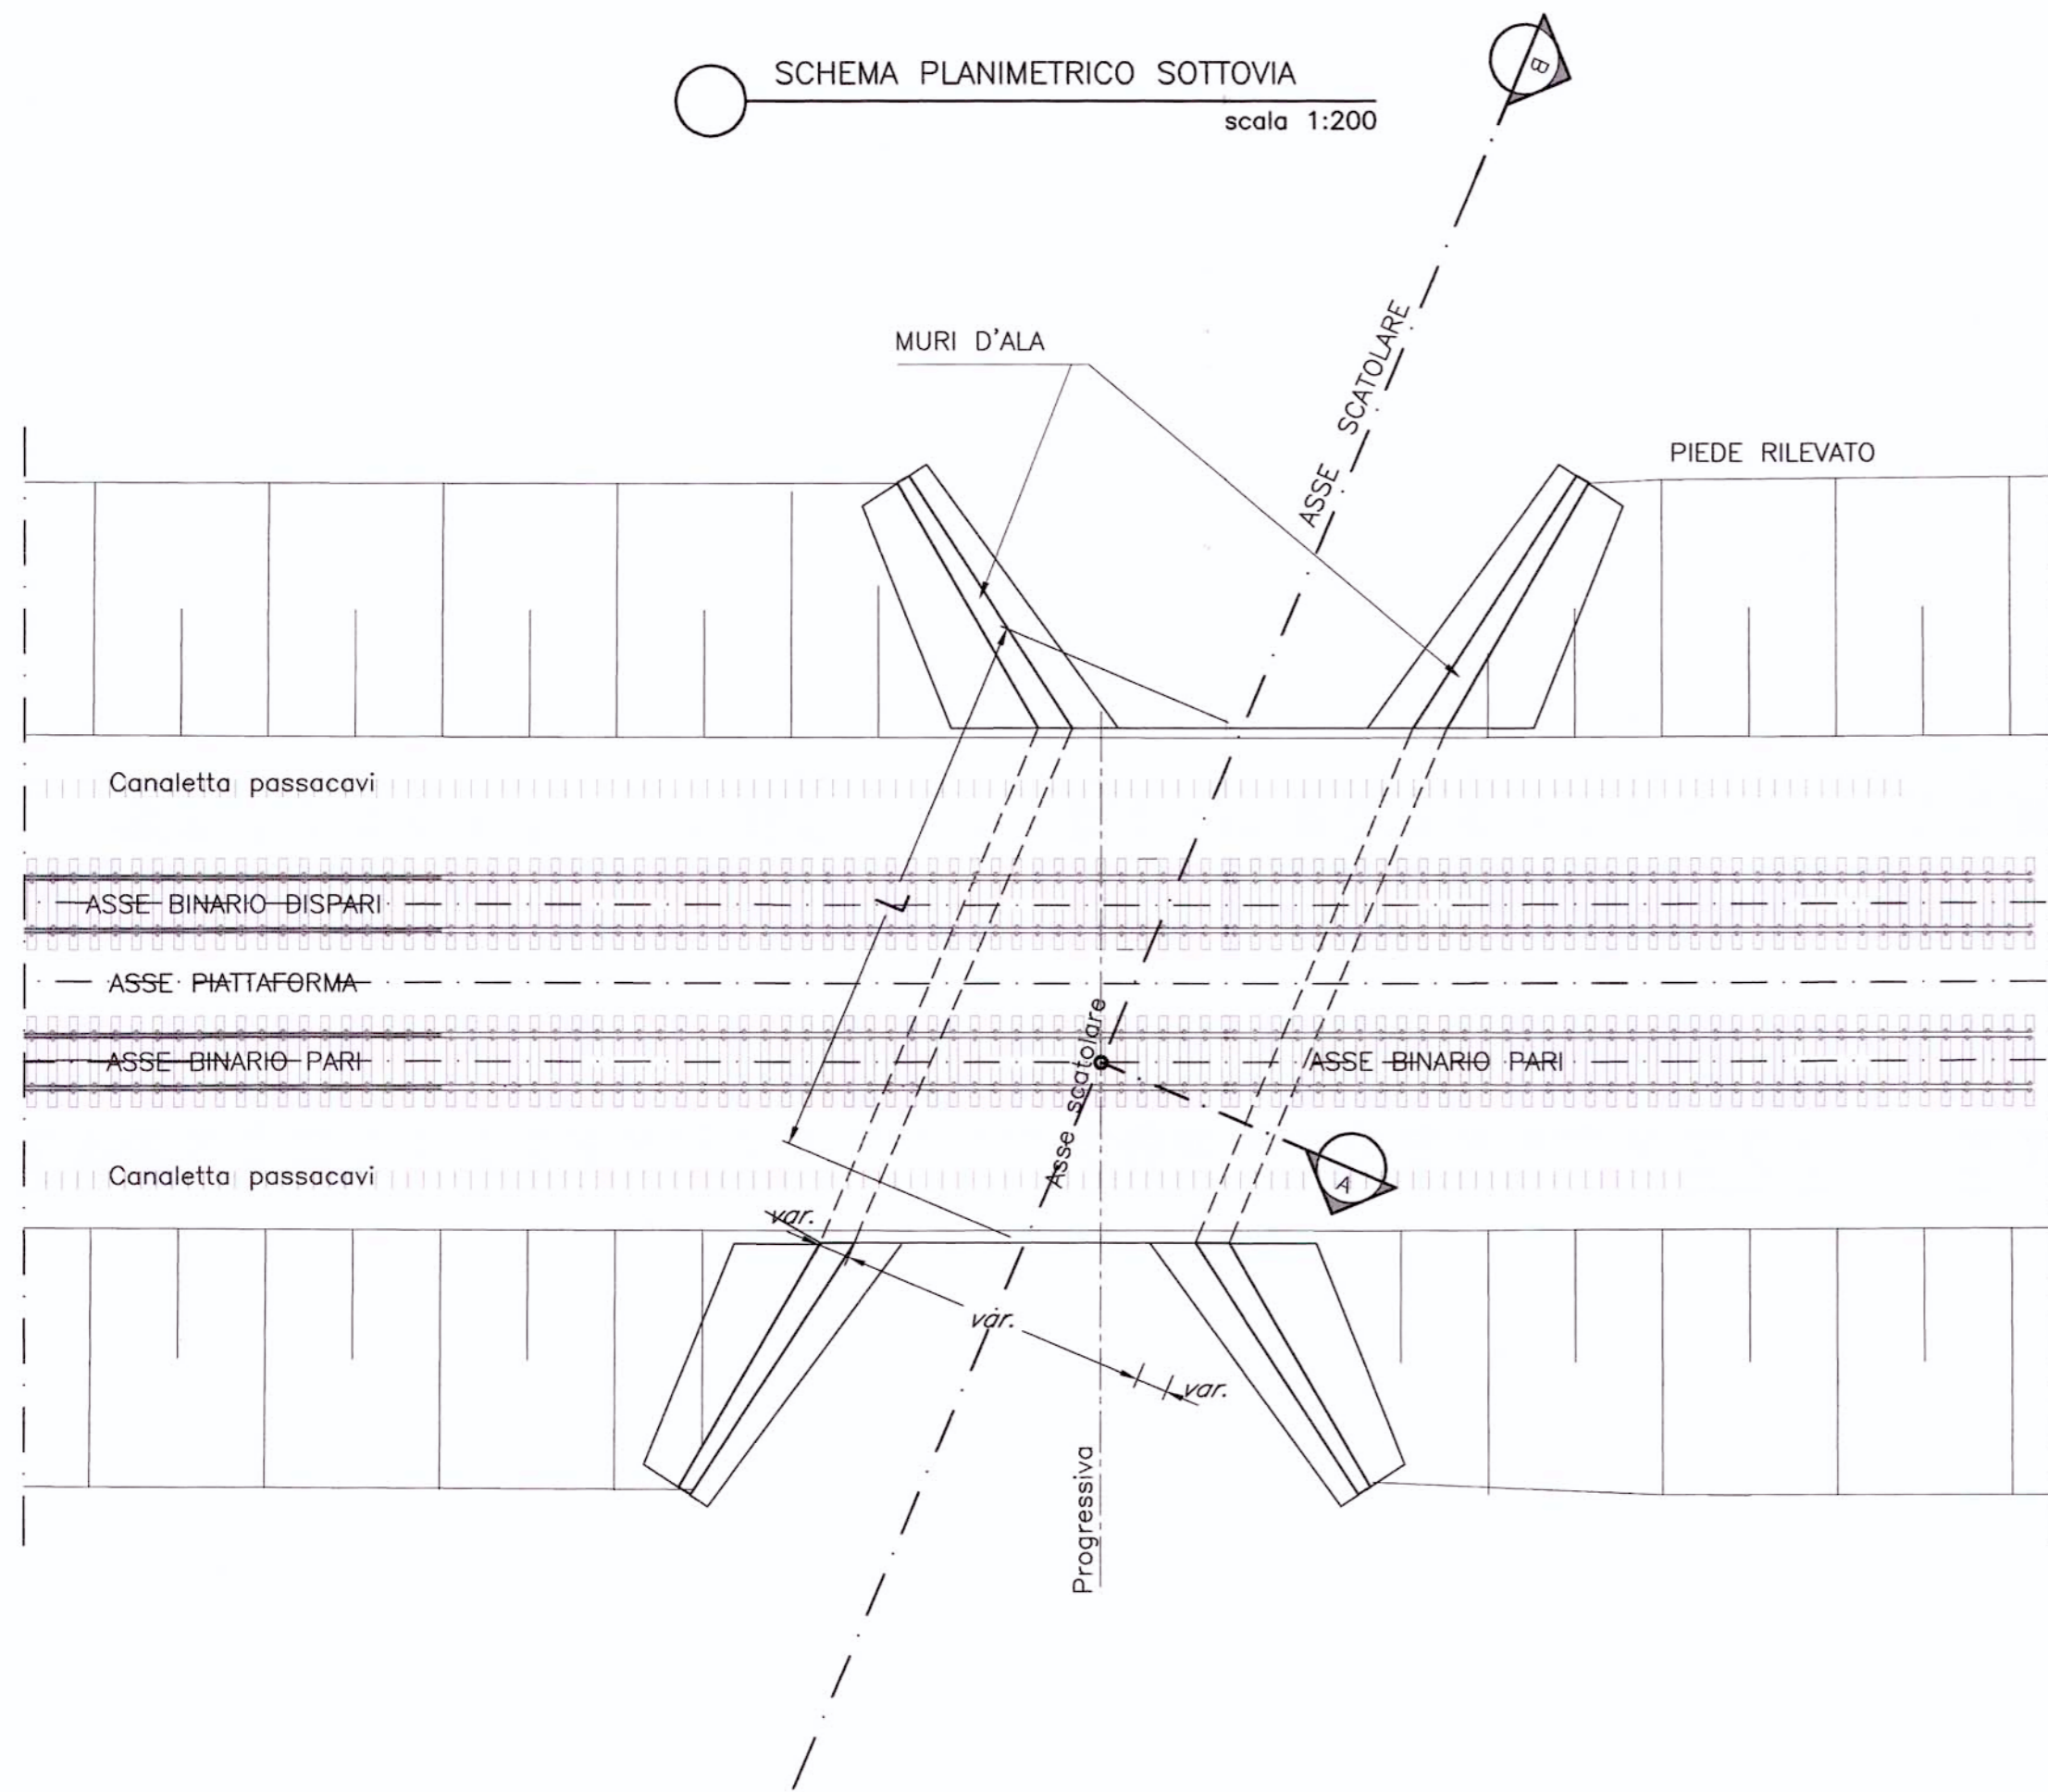 SCHEMA PLANIMETRICO SOTTOVIA
scala 1:200
B
MURI D'ALA
ASSE SCATOLARE
PIEDE RILEVATO
Canaletta passacavi
ASSE BINARIO DISPARI
L
ASSE PIATTAFORMA
ASSE BINARIO PARI
Asse scatolare
ASSE BINARIO PARI
Canaletta passacavi
A
var.
var.
var.
Progressiva